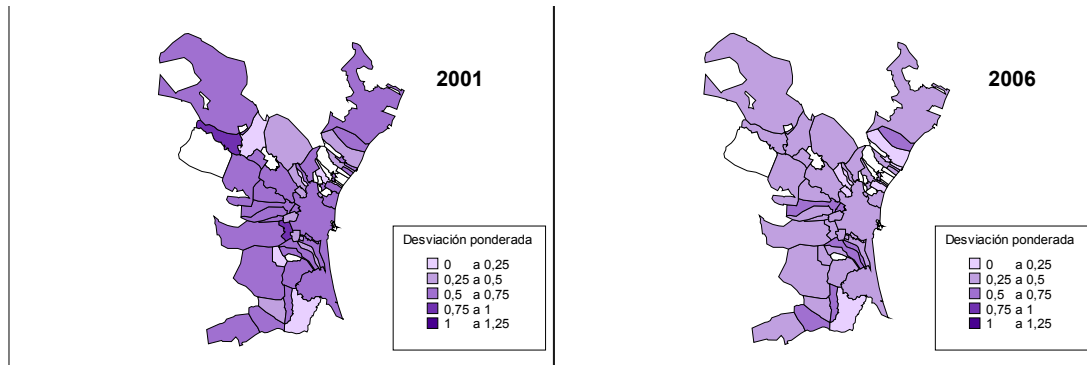 2001
Desviación ponderada
0 a 0,25
0,25 a 0,5
0,5 a 0,75
0,75 a 1
1 a 1,25
2006
Desviación ponderada
0 a 0,25
0,25 a 0,5
0,5 a 0,75
0,75 a 1
1 a 1,25